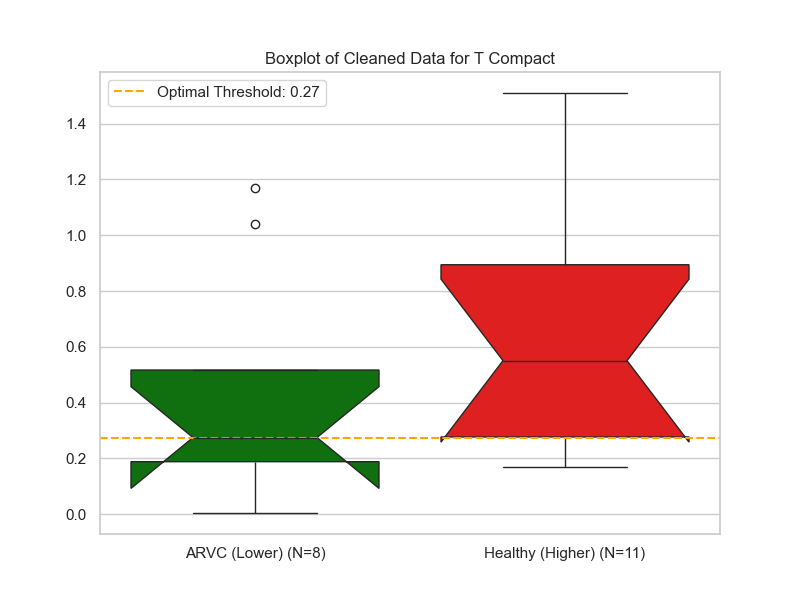 Boxplot of Cleaned Data for T Compact
Optimal Threshold: 0.27
1.4
1.2
1.0
0.8
0.6
0.4
0.2
0.0
ARVC (Lower) (N=8)
Healthy (Higher) (N=11)